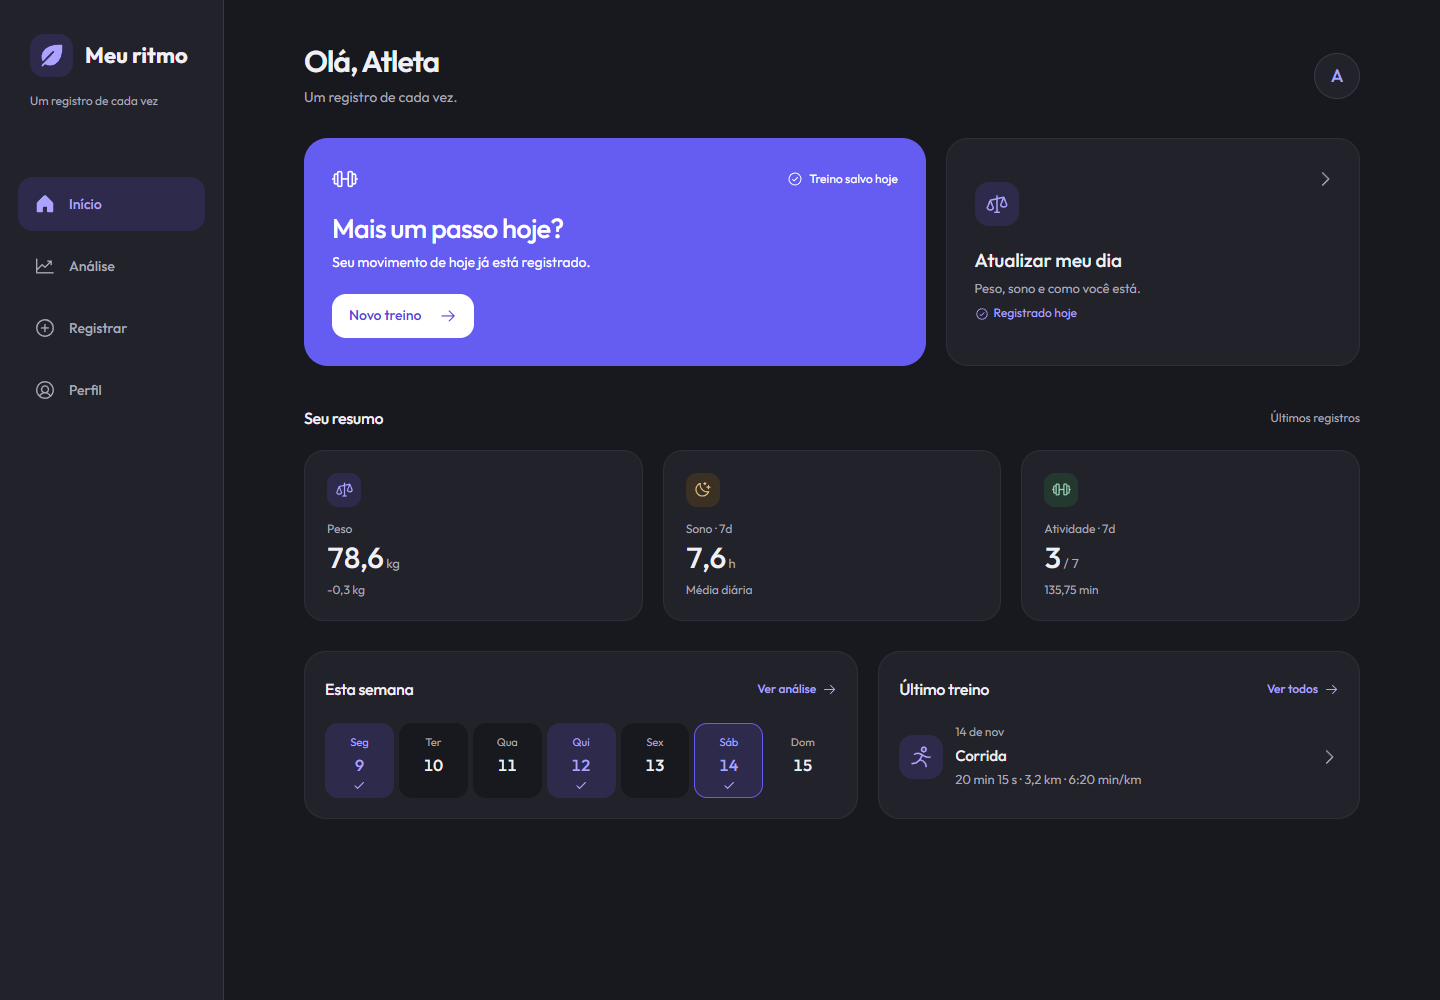 Meu ritmo
Um registro de cada vez
Início
Análise
Registrar
Perfil
Olá, Atleta
Um registro de cada vez.
A
Treino salvo hoje
Mais um passo hoje?
Seu movimento de hoje já está registrado.
Novo treino
Atualizar meu dia
Peso, sono e como você está.
Registrado hoje
Seu resumo
Últimos registros
Peso
78,6 kg
-0,3 kg
Sono · 7d
7,6 h
Média diária
Atividade · 7d
3 / 7
135,75 min
Esta semana
Ver análise
Seg
9
Ter
10
Qua
11
Qui
12
Sex
13
Sáb
14
Dom
15
Último treino
Ver todos
14 de nov
Corrida
20 min 15 s · 3,2 km · 6:20 min/km